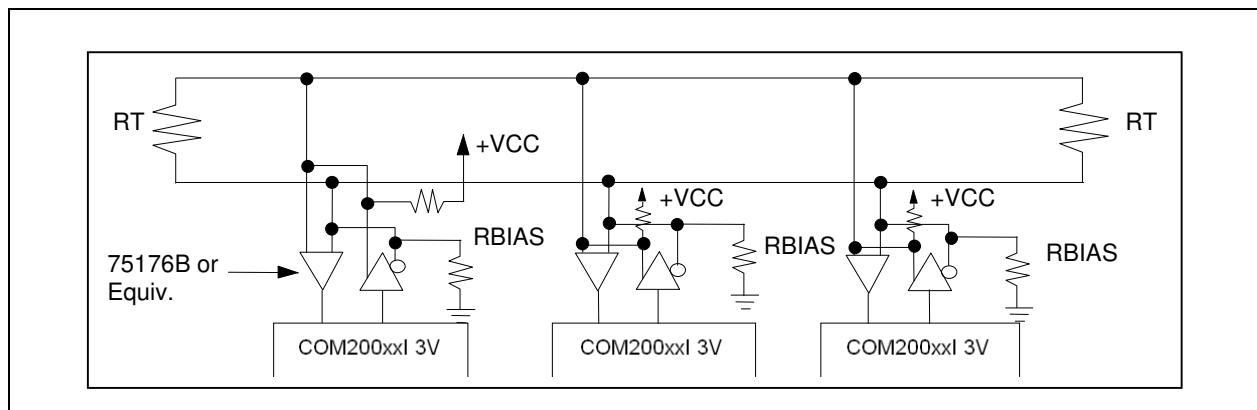 RT
RT
+VCC
+VCC
+VCC
RBIAS
RBIAS
RBIAS
75176B or
Equiv.
COM200xxI 3V
COM200xxI 3V
COM200xxI 3V